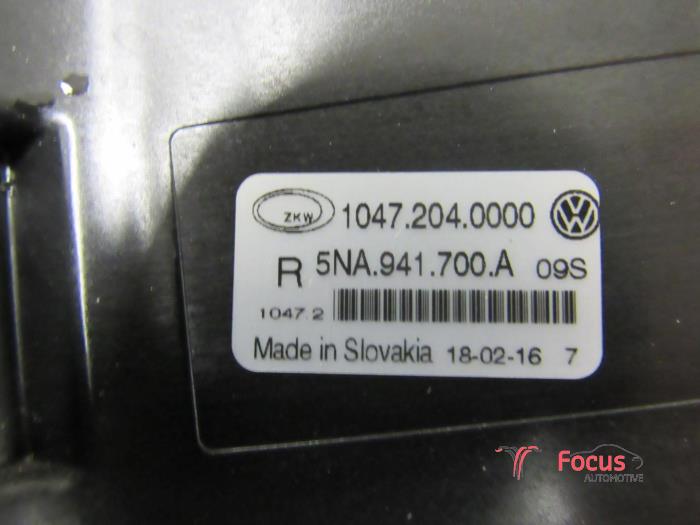 ZKW 1047.204.0000
R 5NA.941.700.A 09S
1047.2
Made in Slovakia 18-02-16 7
Focus
AUTOMOTIVE